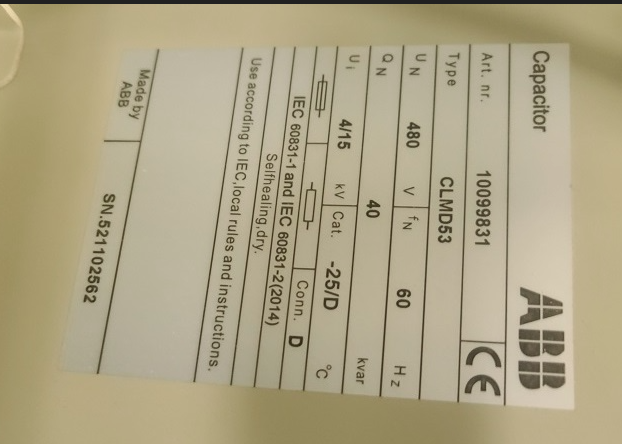 Capacitor ABB
Art. nr. 10099831 CE
Type CLMD53
U N 480 V f N 60 Hz
Q N 40 kvar
U i 4/15 kV Cat. -25/D °C
Conn. D
IEC 60831-1 and IEC 60831-2(2014)
Selfhealing,dry.
Use according to IEC,local rules and instructions.
Made by
ABB SN.521102562